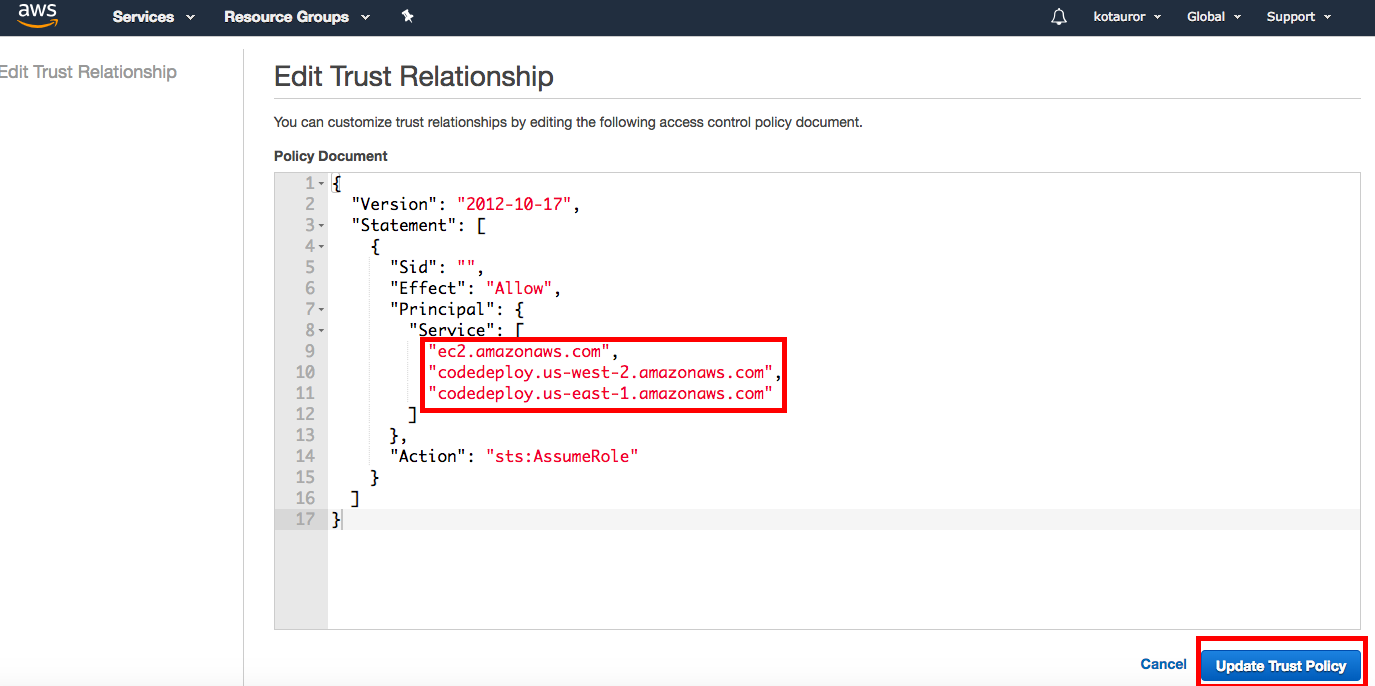 aws Services Resource Groups kotauror Global Support
Edit Trust Relationship
Edit Trust Relationship
You can customize trust relationships by editing the following access control policy document.
Policy Document
1 {
2 "Version": "2012-10-17",
3 "Statement": [
4 {
5 "Sid": "",
6 "Effect": "Allow",
7 "Principal": {
8 "Service": [
9 "ec2.amazonaws.com",
10 "codedeploy.us-west-2.amazonaws.com",
11 "codedeploy.us-east-1.amazonaws.com"
12 ]
13 },
14 "Action": "sts:AssumeRole"
15 }
16 ]
17 }
Cancel Update Trust Policy